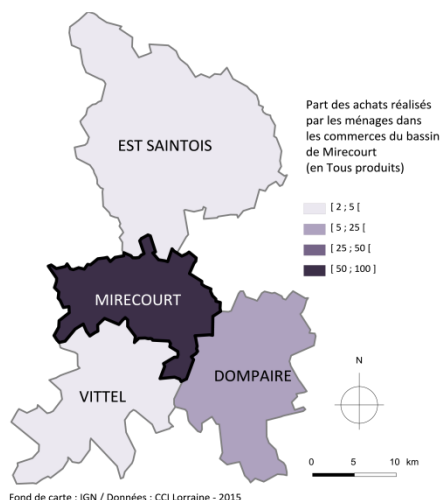 Part des achats réalisés
par les ménages dans
les commerces du bassin
de Mirecourt
(en Tous produits)
[ 2 ; 5 [
[ 5 ; 25 [
[ 25 ; 50 [
[ 50 ; 100 ]
EST SAINTOIS
MIRECOURT
VITTEL
DOMPAIRE
N
0 5 10 km
Fond de carte : IGN / Données : CCI Lorraine - 2015